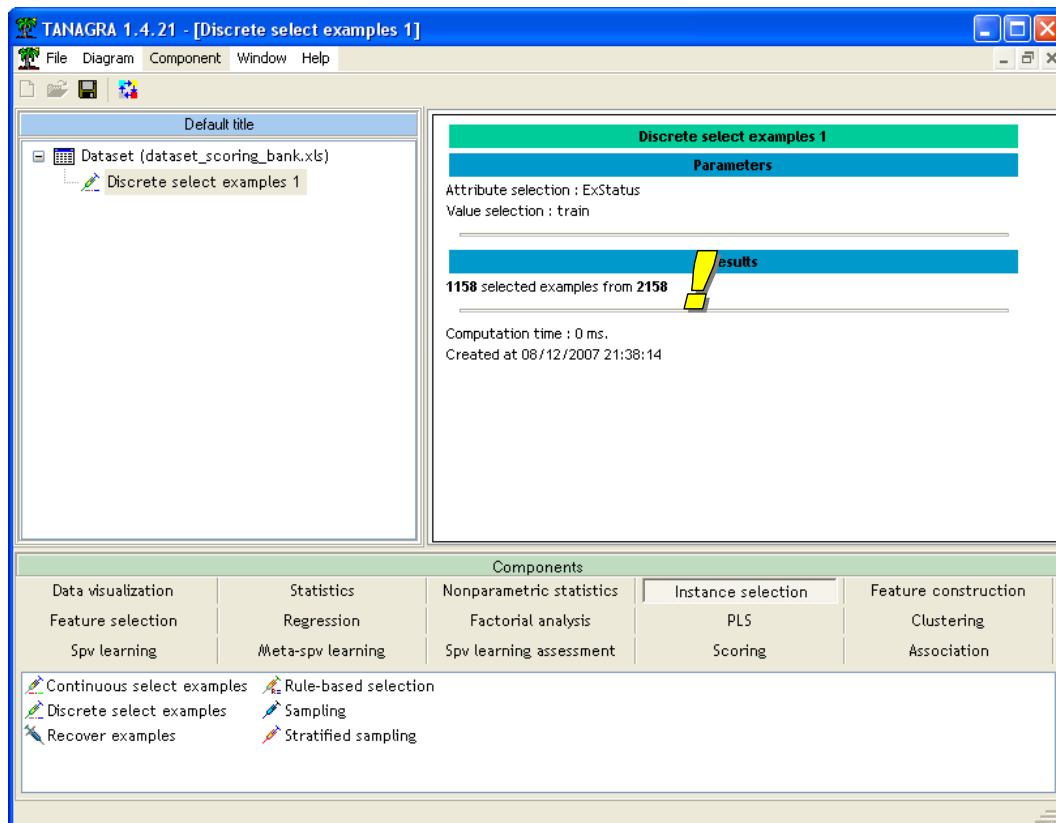 TANAGRA 1.4.21 - [Discrete select examples 1]
File Diagram Component Window Help
Default title
Dataset (dataset_scoring_bank.xls)
Discrete select examples 1
Discrete select examples 1
Parameters
Attribute selection : ExStatus
Value selection : train
esults
1158 selected examples from 2158
Computation time : 0 ms.
Created at 08/12/2007 21:38:14
Components
Data visualization Statistics Nonparametric statistics Instance selection Feature construction
Feature selection Regression Factorial analysis PLS Clustering
Spv learning Meta-spv learning Spv learning assessment Scoring Association
Continuous select examples Rule-based selection
Discrete select examples Sampling
Recover examples Stratified sampling